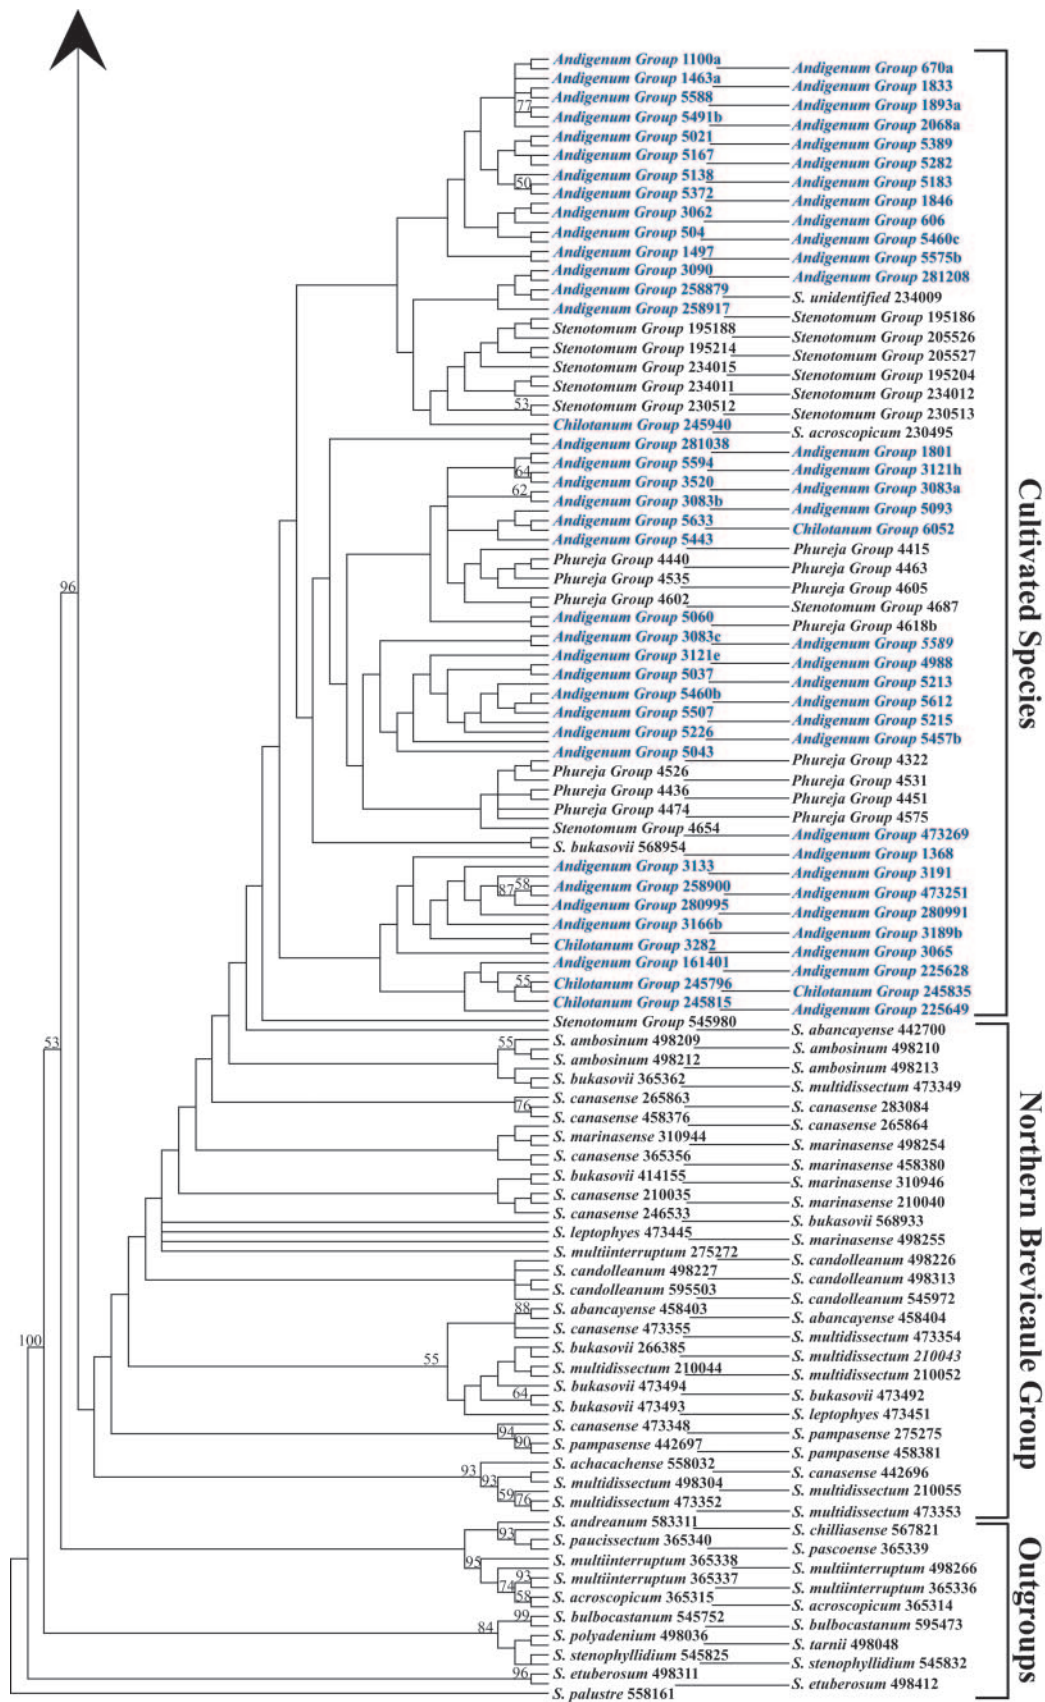 Andigenum Group 1100a
Andigenum Group 670a
Andigenum Group 1463a
Andigenum Group 1833
Andigenum Group 5588
77
Andigenum Group 1893a
Andigenum Group 5491b
Andigenum Group 2068a
Andigenum Group 5021
Andigenum Group 5389
Andigenum Group 5167
Andigenum Group 5282
Andigenum Group 5138
50
Andigenum Group 5183
Andigenum Group 5372
Andigenum Group 1846
Andigenum Group 3062
Andigenum Group 606
Andigenum Group 504
Andigenum Group 5460c
Andigenum Group 1497
Andigenum Group 5575b
Andigenum Group 3090
Andigenum Group 281208
Andigenum Group 258879
S. unidentified 234009
Andigenum Group 258917
Stenotomum Group 195186
Stenotomum Group 195188
Stenotomum Group 205526
Stenotomum Group 195214
Stenotomum Group 205527
Stenotomum Group 234015
Stenotomum Group 195204
Stenotomum Group 234011
Stenotomum Group 234012
53
Stenotomum Group 230512
Stenotomum Group 230513
Chilotanum Group 245940
S. acroscopicum 230495
Andigenum Group 281038
Andigenum Group 1801
Andigenum Group 5594
64
Andigenum Group 3121h
Andigenum Group 3520
62
Andigenum Group 3083a
Andigenum Group 3083b
Andigenum Group 5093
Andigenum Group 5633
Chilotanum Group 6052
Andigenum Group 5443
Phureja Group 4415
Phureja Group 4440
Phureja Group 4463
Phureja Group 4535
Phureja Group 4605
96
Phureja Group 4602
Stenotomum Group 4687
Andigenum Group 5060
Phureja Group 4618b
Andigenum Group 3083c
Andigenum Group 5589
Andigenum Group 3121e
Andigenum Group 4988
Andigenum Group 5037
Andigenum Group 5213
Andigenum Group 5460b
Andigenum Group 5612
Andigenum Group 5507
Andigenum Group 5215
Andigenum Group 5226
Andigenum Group 5457b
Andigenum Group 5043
Phureja Group 4322
Phureja Group 4526
Phureja Group 4531
Phureja Group 4436
Phureja Group 4451
Phureja Group 4474
Phureja Group 4575
Stenotomum Group 4654
Andigenum Group 473269
S. bukasovii 568954
Andigenum Group 1368
Andigenum Group 3133
Andigenum Group 3191
87 58
Andigenum Group 258900
Andigenum Group 473251
Andigenum Group 280995
Andigenum Group 280991
Andigenum Group 3166b
Andigenum Group 3189b
Chilotanum Group 3282
Andigenum Group 3065
Andigenum Group 161401
Andigenum Group 225628
55
Chilotanum Group 245796
Chilotanum Group 245835
Chilotanum Group 245815
Andigenum Group 225649
Cultivated Species
Stenotomum Group 545980
S. abancayense 442700
53
55
S. ambosinum 498209
S. ambosinum 498210
S. ambosinum 498212
S. ambosinum 498213
S. bukasovii 365362
S. multidissectum 473349
S. canasense 265863
76
S. canasense 283084
S. canasense 458376
S. canasense 265864
S. marinasense 310944
S. marinasense 498254
S. canasense 365356
S. marinasense 458380
S. bukasovii 414155
S. marinasense 310946
S. canasense 210035
S. marinasense 210040
S. canasense 246533
S. bukasovii 568933
S. leptophyes 473445
S. marinasense 498255
S. multiinterruptum 275272
S. candolleanum 498226
S. candolleanum 498227
S. candolleanum 498313
S. candolleanum 595503
S. candolleanum 545972
88
S. abancayense 458403
S. abancayense 458404
S. canasense 473355
S. multidissectum 473354
100
55
S. bukasovii 266385
S. multidissectum 210043
S. multidissectum 210044
S. multidissectum 210052
S. bukasovii 473494
64
S. bukasovii 473492
S. bukasovii 473493
S. leptophyes 473451
S. canasense 473348
94
S. pampasense 275275
90
S. pampasense 442697
S. pampasense 458381
93
S. achacachense 558032
S. canasense 442696
93
S. multidissectum 498304
S. multidissectum 210055
59 76
S. multidissectum 473352
S. multidissectum 473353
Northern Brevicaule Group
S. andreanum 583311
S. chilliasense 567821
93
S. paucissectum 365340
S. pascoense 365339
95
S. multiinterruptum 365338
S. multiinterruptum 498266
93
S. multiinterruptum 365337
74
S. multiinterruptum 365336
58
S. acroscopicum 365315
S. acroscopicum 365314
99
S. bulbocastanum 545752
84
S. bulbocastanum 595473
S. polyadenium 498036
S. tarnii 498048
S. stenophyllidium 545825
S. stenophyllidium 545832
96
S. etuberosum 498311
S. etuberosum 498412
S. palustre 558161
Outgroups